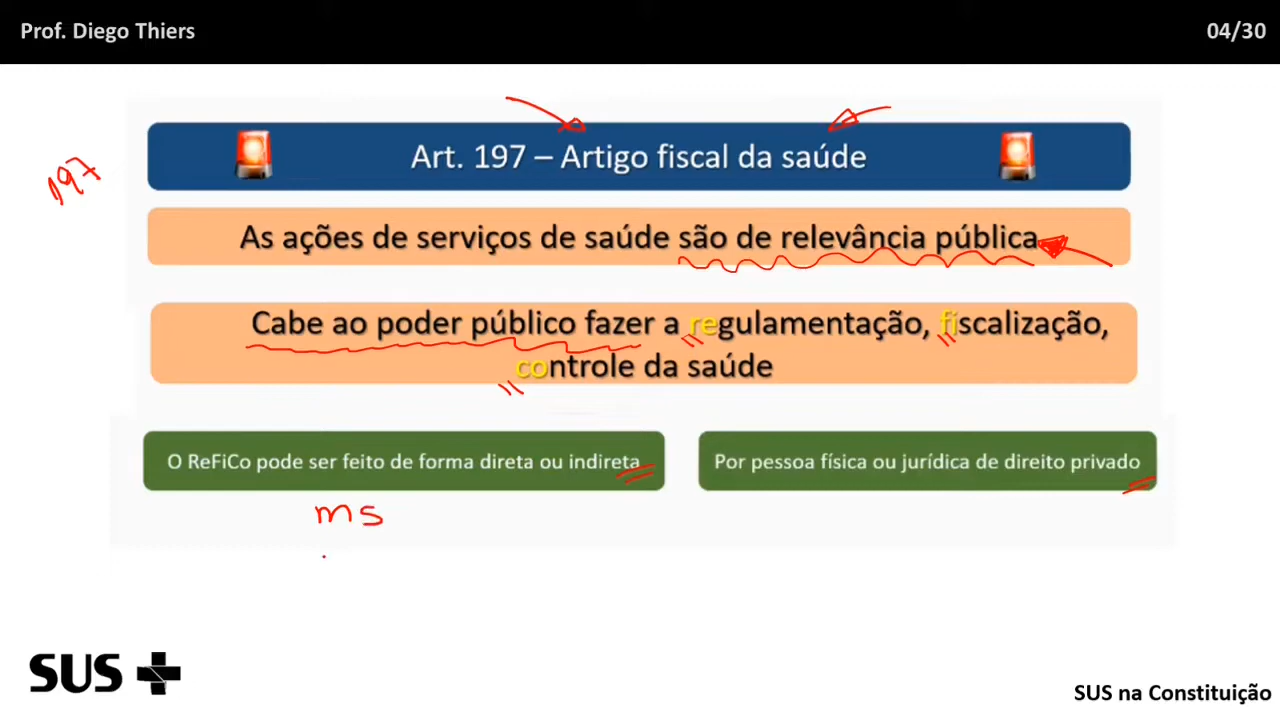 Prof. Diego Thiers
04/30
197
Art. 197 – Artigo fiscal da saúde
As ações de serviços de saúde são de relevância pública
Cabe ao poder público fazer a regulamentação, fiscalização,
controle da saúde
O ReFiCo pode ser feito de forma direta ou indireta
Por pessoa física ou jurídica de direito privado
ms
SUS
SUS na Constituição